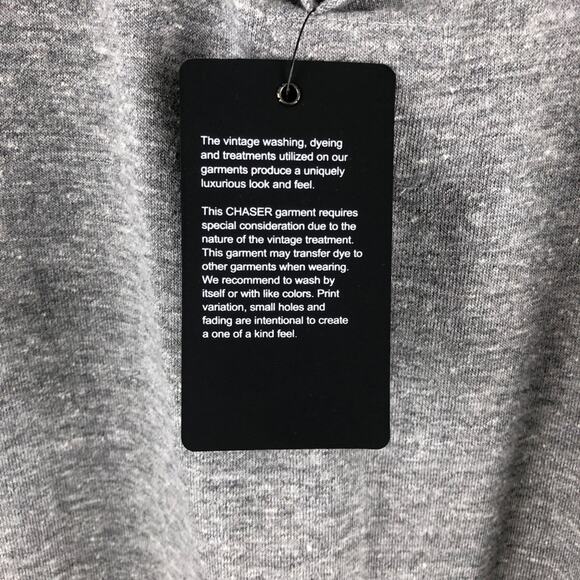 The vintage washing, dyeing
and treatments utilized on our
garments produce a uniquely
luxurious look and feel.
This CHASER garment requires
special consideration due to the
nature of the vintage treatment.
This garment may transfer dye to
other garments when wearing.
We recommend to wash by
itself or with like colors. Print
variation, small holes and
fading are intentional to create
a one of a kind feel.